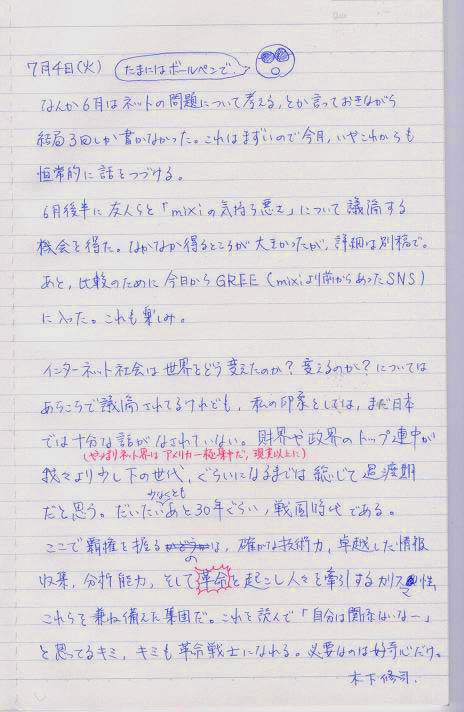 7月4日(火) たまにはボールペンで。
なんか6月はネットの問題について考える、とか言っておきながら
結局3回しか書かなかった。これはまずいので今月、いやこれからも
恒常的に話をつづける。
6月後半に友人らと「mixiの気持ち悪さ」について議論する
機会を得た。なかなか得るところが大きかったが、詳細は別稿で。
あと、比較のために今日からGREE(mixiより前からあったSNS)
に入った。これも楽しみ。
インターネット社会は世界をどう変えたのか?変えるのか?については
あちこちで議論されてるけれども、私の印象としては、まだ日本
では十分な話がなされていない。財界や政界のトップ連中が
(やっぱりネット界はアメリカ一極集中だ。現実以上に)
我々より少し下の世代、ぐらいになるまでは総じて過渡期
だと思う。だいたい少なくともあと30年ぐらい、戦国時代である。
ここで覇権を握るのは、確かな技術力、卓越した情報
収集、分析能力、そして革命を起こし人々を牽引するカリスマ性、
これらを兼ね備えた集団だ。これを読んで「自分は関係ないなー」
と思ってるキミ、キミも革命戦士になれる。必要なのは好奇心だけ。
木下修司.